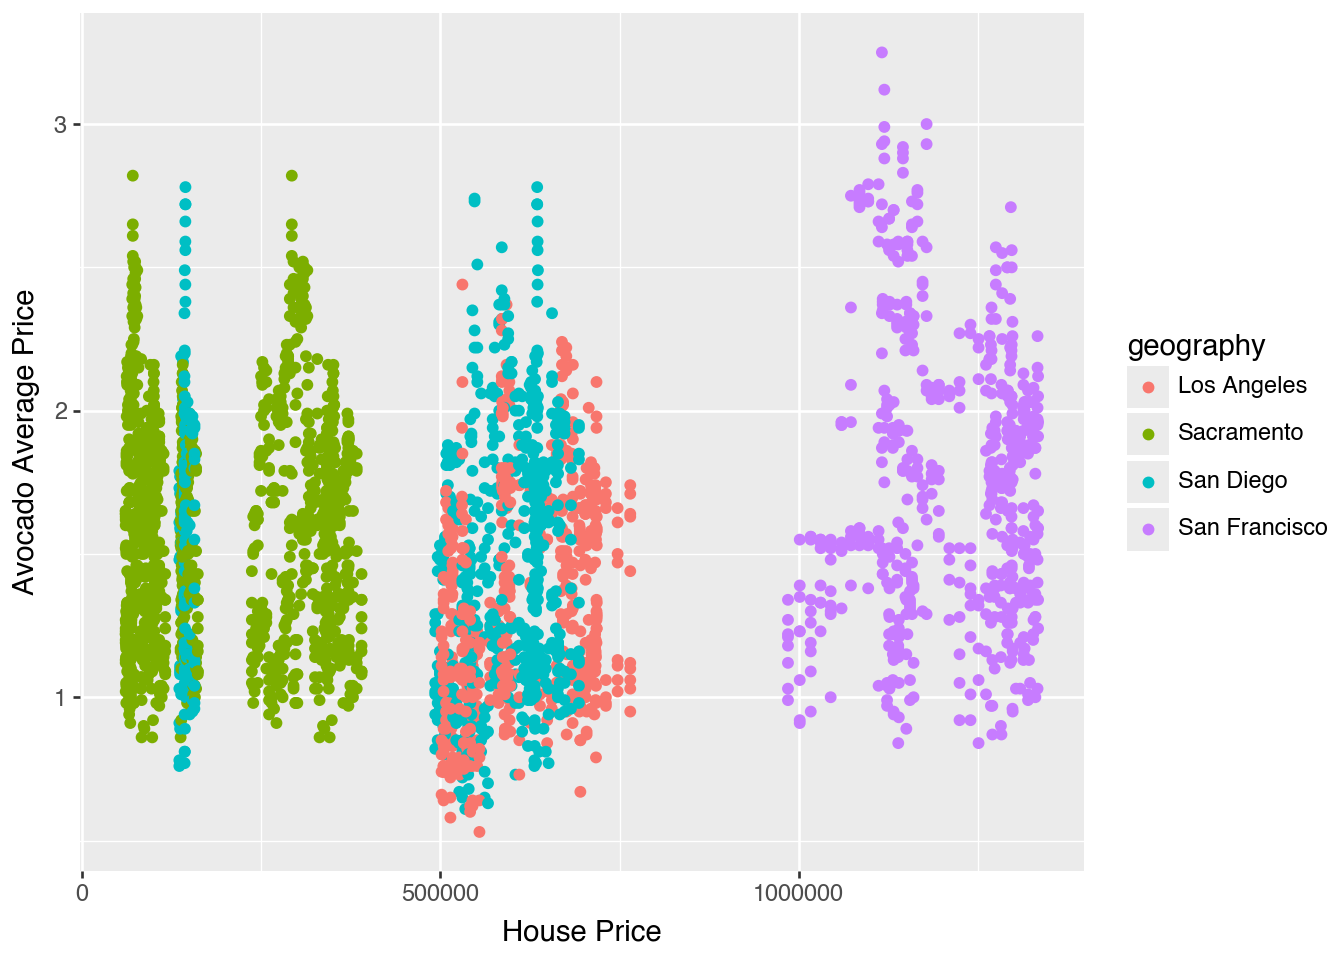 3
2
1
Avocado Average Price
0
500000
1000000
House Price
geography
Los Angeles
Sacramento
San Diego
San Francisco